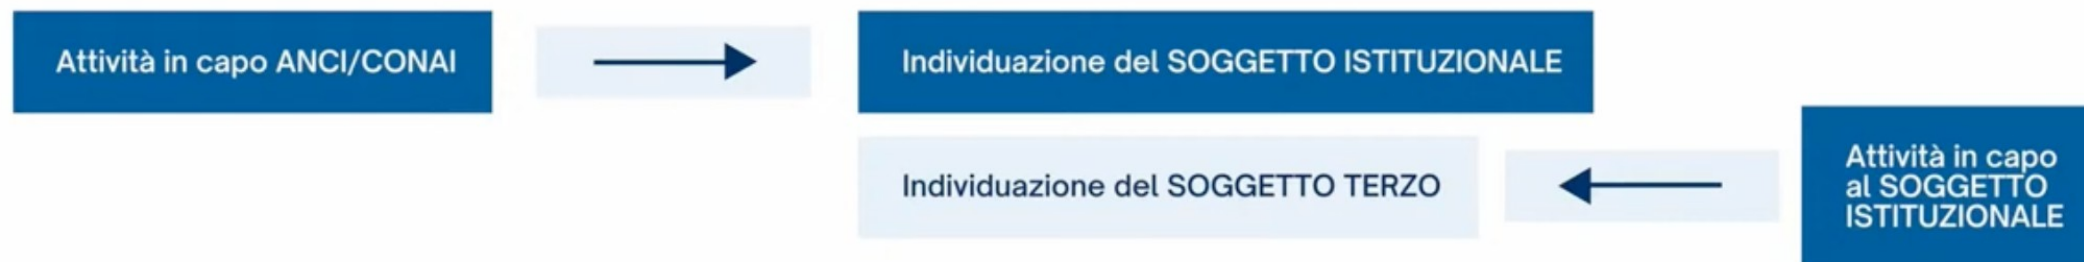 Attività in capo ANCI/CONAI
Individuazione del SOGGETTO ISTITUZIONALE
Individuazione del SOGGETTO TERZO
Attività in capo
al SOGGETTO
ISTITUZIONALE